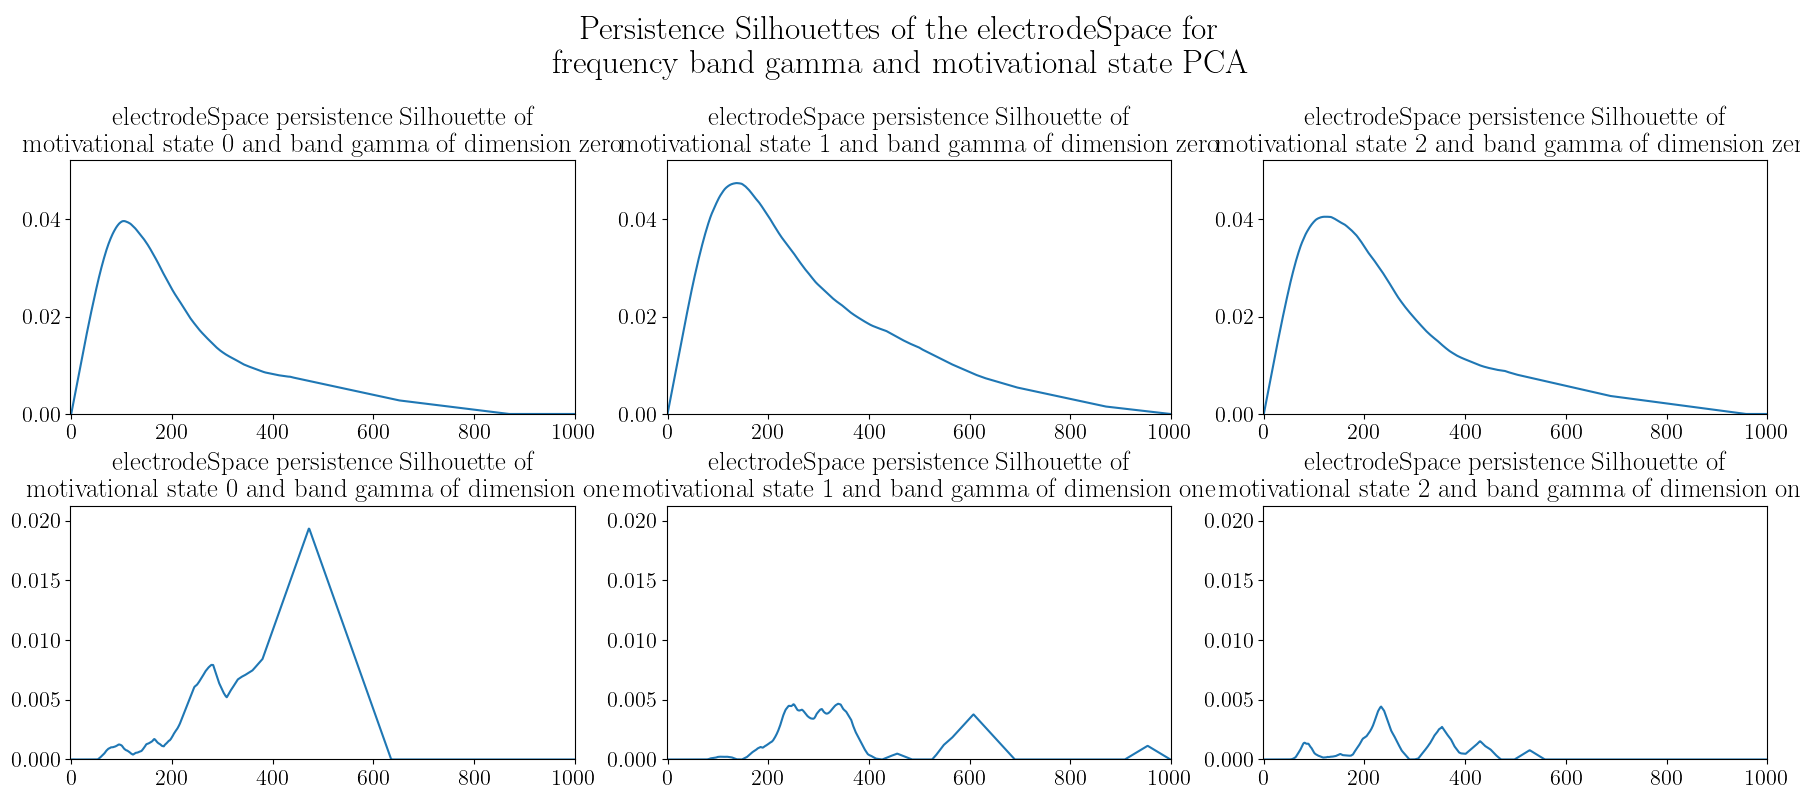 Persistence Silhouettes of the electrodeSpace for
frequency band gamma and motivational state PCA
electrodeSpace persistence Silhouette of
motivational state 0 and band gamma of dimension zero
electrodeSpace persistence Silhouette of
motivational state 1 and band gamma of dimension zero
electrodeSpace persistence Silhouette of
motivational state 2 and band gamma of dimension zer
0.04
0.02
0.00
0 200 400 600 800 1000
0.04
0.02
0.00
0 200 400 600 800 1000
0.04
0.02
0.00
0 200 400 600 800 1000
electrodeSpace persistence Silhouette of
motivational state 0 and band gamma of dimension one
electrodeSpace persistence Silhouette of
motivational state 1 and band gamma of dimension one
electrodeSpace persistence Silhouette of
motivational state 2 and band gamma of dimension on
0.020
0.015
0.010
0.005
0.000
0 200 400 600 800 1000
0.020
0.015
0.010
0.005
0.000
0 200 400 600 800 1000
0.020
0.015
0.010
0.005
0.000
0 200 400 600 800 1000